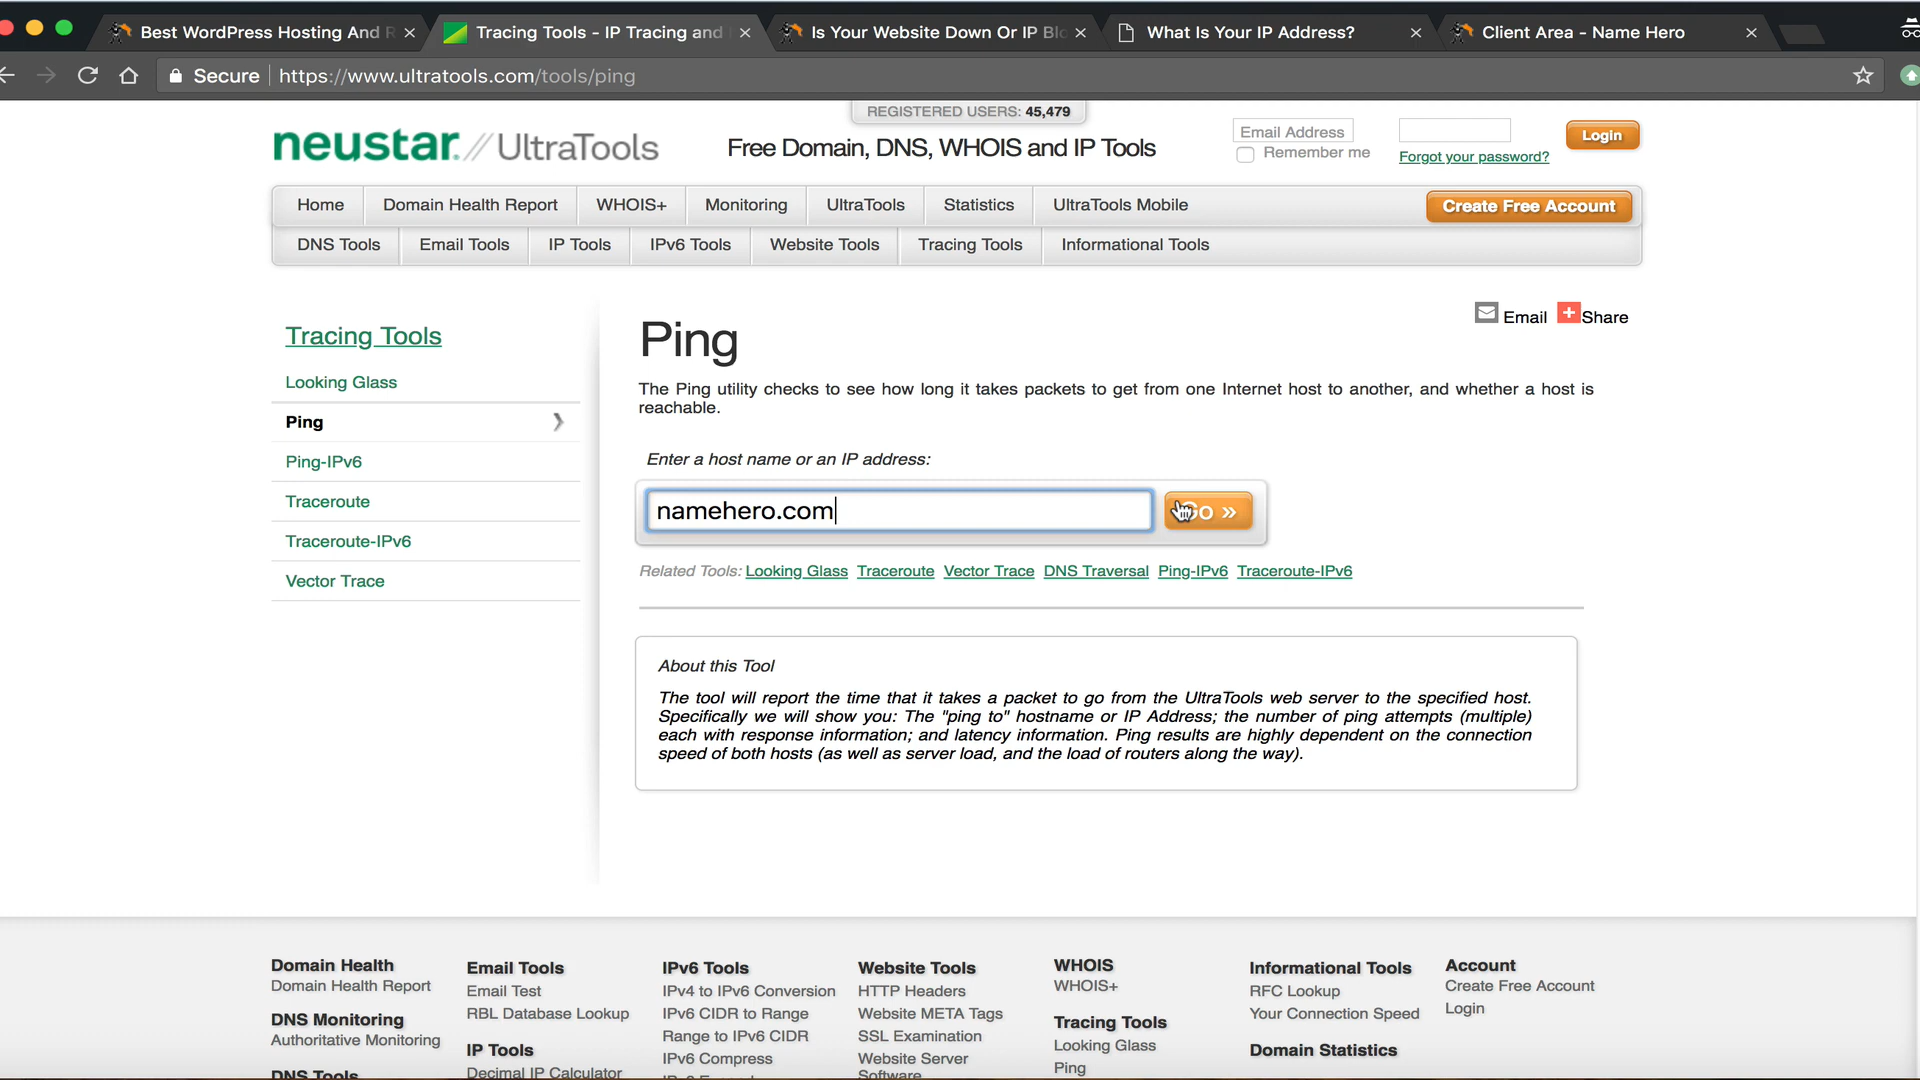 Best WordPress Hosting And R
Tracing Tools - IP Tracing and
Is Your Website Down Or IP Blo
What Is Your IP Address?
Client Area - Name Hero
Secure
https://www.ultratools.com/tools/ping
REGISTERED USERS: 45,479
neustar. // UltraTools
Free Domain, DNS, WHOIS and IP Tools
Email Address
Login
Remember me
Forgot your password?
Home
Domain Health Report
WHOIS+
Monitoring
UltraTools
Statistics
UltraTools Mobile
Create Free Account
DNS Tools
Email Tools
IP Tools
IPv6 Tools
Website Tools
Tracing Tools
Informational Tools
Email
Share
Tracing Tools
Looking Glass
Ping
Ping-IPv6
Traceroute
Traceroute-IPv6
Vector Trace
Ping
The Ping utility checks to see how long it takes packets to get from one Internet host to another, and whether a host is
reachable.
Enter a host name or an IP address:
namehero.com
Go »
Related Tools: Looking Glass Traceroute Vector Trace DNS Traversal Ping-IPv6 Traceroute-IPv6
About this Tool
The tool will report the time that it takes a packet to go from the UltraTools web server to the specified host.
Specifically we will show you: The "ping to" hostname or IP Address; the number of ping attempts (multiple)
each with response information; and latency information. Ping results are highly dependent on the connection
speed of both hosts (as well as server load, and the load of routers along the way).
Domain Health
Domain Health Report
DNS Monitoring
Authoritative Monitoring
DNS Tools
Email Tools
Email Test
RBL Database Lookup
IP Tools
Decimal IP Calculator
IPv6 Tools
IPv4 to IPv6 Conversion
IPv6 CIDR to Range
Range to IPv6 CIDR
IPv6 Compress
Website Tools
HTTP Headers
Website META Tags
SSL Examination
Website Server
Software
WHOIS
WHOIS+
Tracing Tools
Looking Glass
Ping
Informational Tools
RFC Lookup
Your Connection Speed
Domain Statistics
Account
Create Free Account
Login